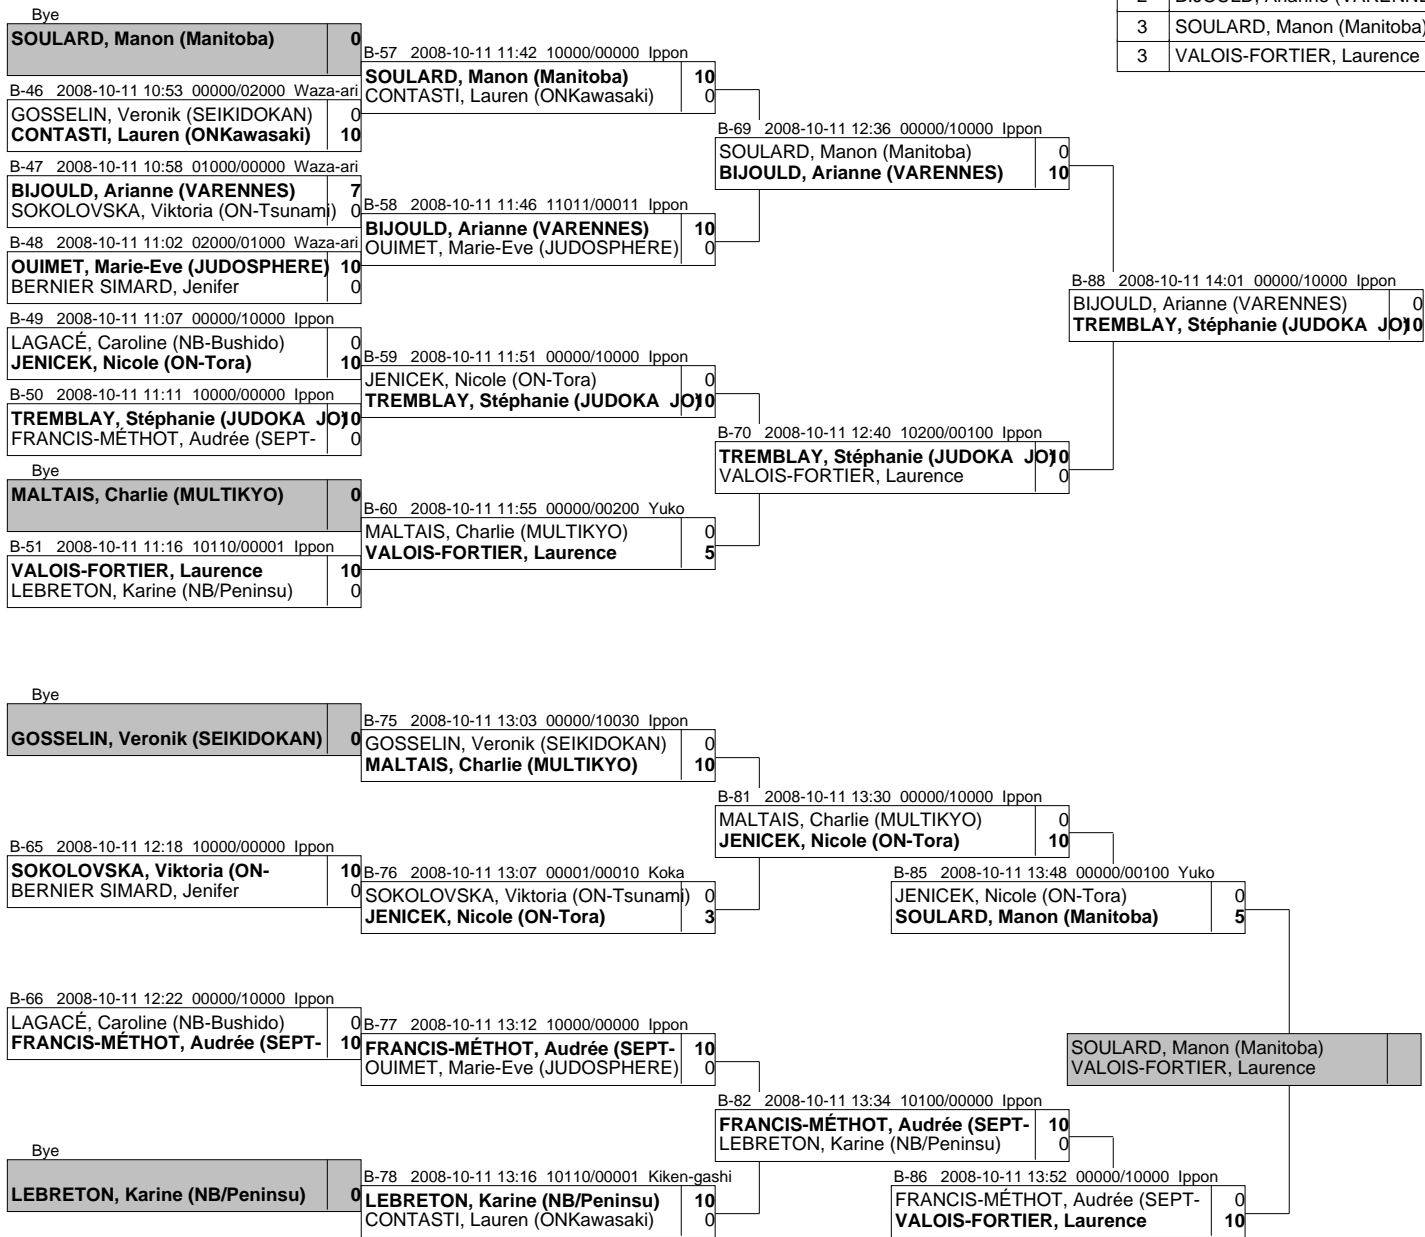 2 BIJOULD, Arianne
3 SOULARD, Manon (Manitoba)
3 VALOIS-FORTIER, Laurence
Bye
SOULARD, Manon (Manitoba) 0
B-46 2008-10-11 10:53 00000/02000 Waza-ari
GOSSELIN, Veronik (SEIKIDOKAN) 0
CONTASTI, Lauren (ONKawasaki) 10
B-47 2008-10-11 10:58 01000/00000 Waza-ari
BIJOULD, Arianne (VARENNES) 7
SOKOLOVSKA, Viktoria (ON-Tsunami) 0
B-48 2008-10-11 11:02 02000/01000 Waza-ari
OUIMET, Marie-Eve (JUDOSPHERE) 10
BERNIER SIMARD, Jenifer 0
B-49 2008-10-11 11:07 00000/10000 Ippon
LAGACÉ, Caroline (NB-Bushido) 0
JENICEK, Nicole (ON-Tora) 10
B-50 2008-10-11 11:11 10000/00000 Ippon
TREMBLAY, Stéphanie (JUDOKA JO) 10
FRANCIS-MÉTHOT, Audrée (SEPT- 0
Bye
MALTAIS, Charlie (MULTIKYO) 0
B-51 2008-10-11 11:16 10110/00001 Ippon
VALOIS-FORTIER, Laurence 10
LEBRETON, Karine (NB/Peninsu) 0
B-57 2008-10-11 11:42 10000/00000 Ippon
SOULARD, Manon (Manitoba) 10
CONTASTI, Lauren (ONKawasaki) 0
B-58 2008-10-11 11:46 11011/00011 Ippon
BIJOULD, Arianne (VARENNES) 10
OUIMET, Marie-Eve (JUDOSPHERE) 0
B-59 2008-10-11 11:51 00000/10000 Ippon
JENICEK, Nicole (ON-Tora) 0
TREMBLAY, Stéphanie (JUDOKA JO) 10
B-60 2008-10-11 11:55 00000/00200 Yuko
MALTAIS, Charlie (MULTIKYO) 0
VALOIS-FORTIER, Laurence 5
B-69 2008-10-11 12:36 00000/10000 Ippon
SOULARD, Manon (Manitoba) 0
BIJOULD, Arianne (VARENNES) 10
B-70 2008-10-11 12:40 10200/00100 Ippon
TREMBLAY, Stéphanie (JUDOKA JO) 10
VALOIS-FORTIER, Laurence 0
B-88 2008-10-11 14:01 00000/10000 Ippon
BIJOULD, Arianne (VARENNES) 0
TREMBLAY, Stéphanie (JUDOKA JO) 10
Bye
GOSSELIN, Veronik (SEIKIDOKAN) 0
B-65 2008-10-11 12:18 10000/00000 Ippon
SOKOLOVSKA, Viktoria (ON- 10
BERNIER SIMARD, Jenifer 0
B-66 2008-10-11 12:22 00000/10000 Ippon
LAGACÉ, Caroline (NB-Bushido) 0
FRANCIS-MÉTHOT, Audrée (SEPT- 10
Bye
LEBRETON, Karine (NB/Peninsu) 0
B-75 2008-10-11 13:03 00000/10030 Ippon
GOSSELIN, Veronik (SEIKIDOKAN) 0
MALTAIS, Charlie (MULTIKYO) 10
B-76 2008-10-11 13:07 00001/00010 Koka
SOKOLOVSKA, Viktoria (ON-Tsunami) 0
JENICEK, Nicole (ON-Tora) 3
B-77 2008-10-11 13:12 10000/00000 Ippon
FRANCIS-MÉTHOT, Audrée (SEPT- 10
OUIMET, Marie-Eve (JUDOSPHERE) 0
B-78 2008-10-11 13:16 10110/00001 Kiken-gashi
LEBRETON, Karine (NB/Peninsu) 10
CONTASTI, Lauren (ONKawasaki) 0
B-81 2008-10-11 13:30 00000/10000 Ippon
MALTAIS, Charlie (MULTIKYO) 0
JENICEK, Nicole (ON-Tora) 10
B-82 2008-10-11 13:34 10100/00000 Ippon
FRANCIS-MÉTHOT, Audrée (SEPT- 10
LEBRETON, Karine (NB/Peninsu) 0
B-85 2008-10-11 13:48 00000/00100 Yuko
JENICEK, Nicole (ON-Tora) 0
SOULARD, Manon (Manitoba) 5
B-86 2008-10-11 13:52 00000/10000 Ippon
FRANCIS-MÉTHOT, Audrée (SEPT- 0
VALOIS-FORTIER, Laurence 10
SOULARD, Manon (Manitoba)
VALOIS-FORTIER, Laurence